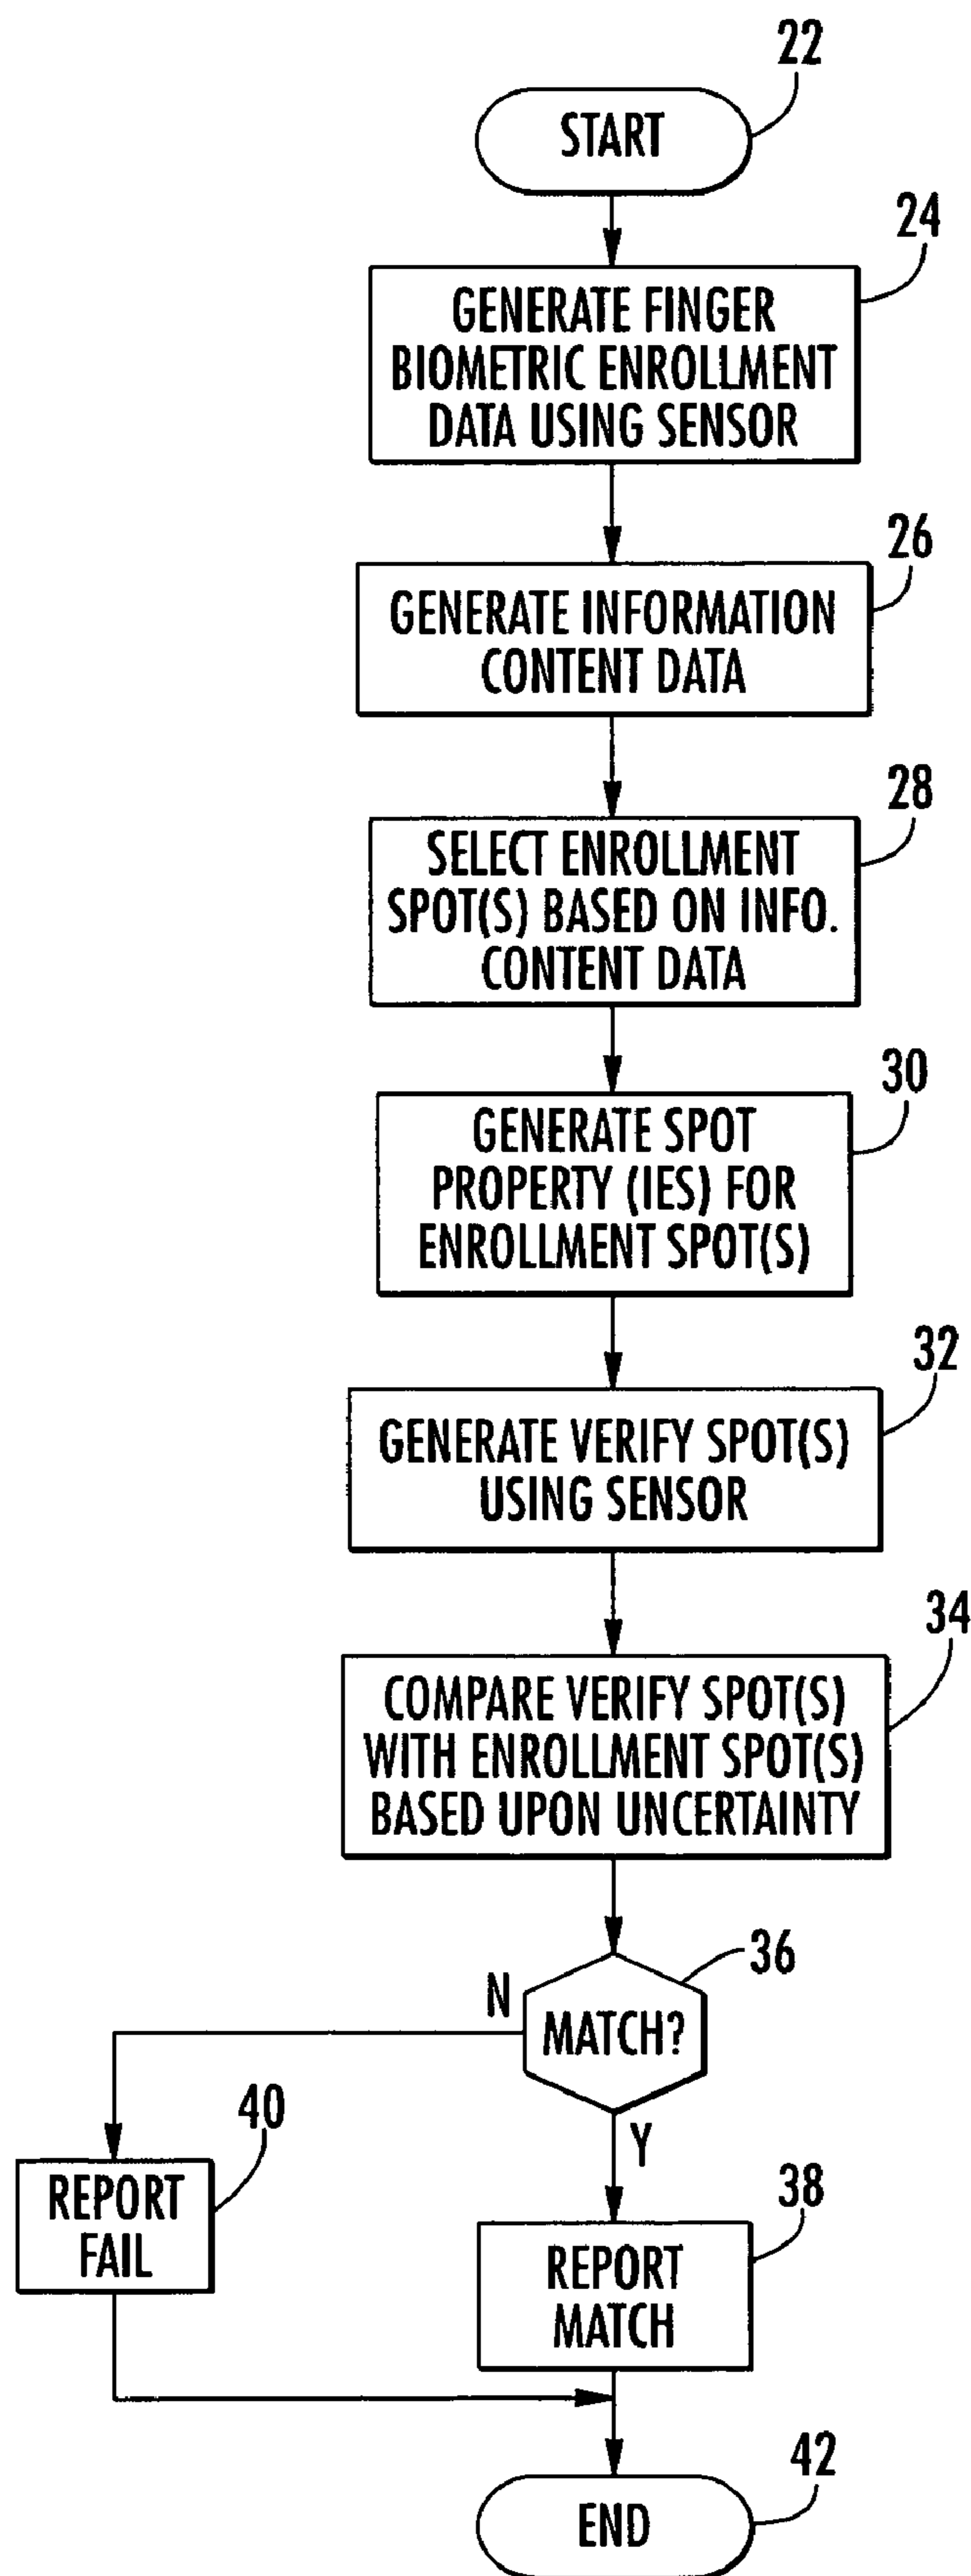 22
START
24
GENERATE FINGER
BIOMETRIC ENROLLMENT
DATA USING SENSOR
26
GENERATE INFORMATION
CONTENT DATA
28
SELECT ENROLLMENT
SPOT(S) BASED ON INFO.
CONTENT DATA
30
GENERATE SPOT
PROPERTY (IES) FOR
ENROLLMENT SPOT(S)
32
GENERATE VERIFY SPOT(S)
USING SENSOR
34
COMPARE VERIFY SPOT(S)
WITH ENROLLMENT SPOT(S)
BASED UPON UNCERTAINTY
36
N
MATCH?
Y
40
REPORT
FAIL
38
REPORT
MATCH
42
END